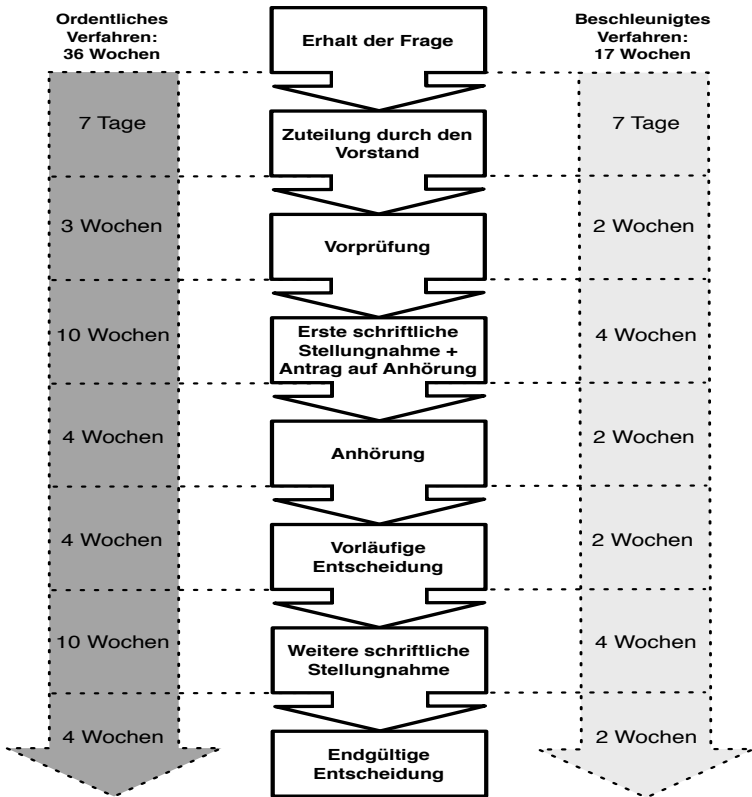 Ordentliches
Verfahren:
36 Wochen
Erhalt der Frage
Beschleunigtes
Verfahren:
17 Wochen
7 Tage
Zuteilung durch den
Vorstand
7 Tage
3 Wochen
Vorprüfung
2 Wochen
10 Wochen
Erste schriftliche
Stellungnahme +
Antrag auf Anhörung
4 Wochen
4 Wochen
Anhörung
2 Wochen
4 Wochen
Vorläufige
Entscheidung
2 Wochen
10 Wochen
Weitere schriftliche
Stellungnahme
4 Wochen
4 Wochen
Endgültige
Entscheidung
2 Wochen